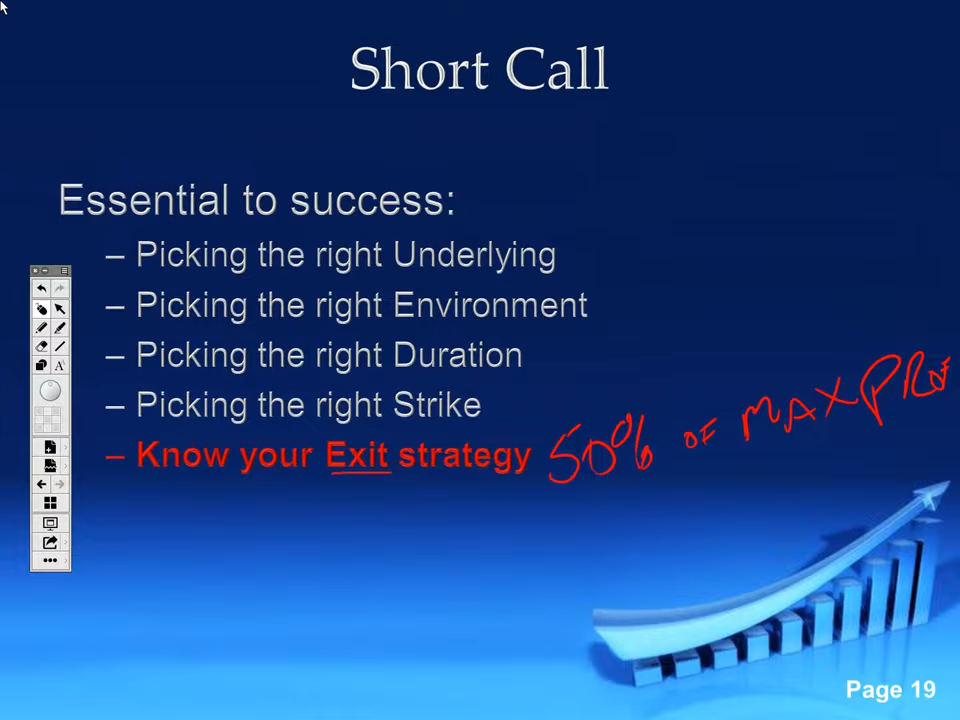 Short Call
Essential to success:
– Picking the right Underlying
– Picking the right Environment
– Picking the right Duration
– Picking the right Strike
– Know your Exit strategy 50% OF MAX PROF
Page 19